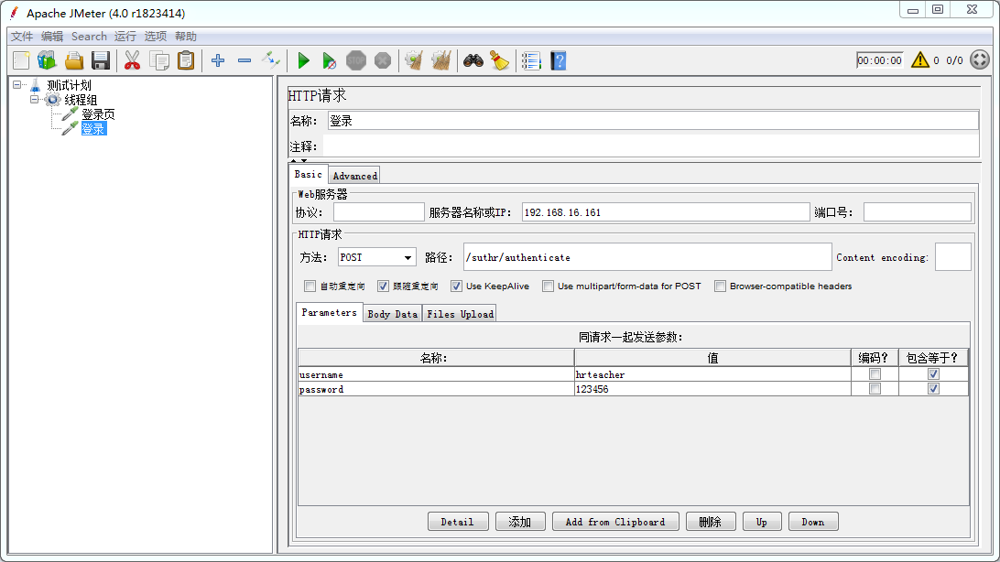 Apache JMeter (4.0 r1823414)
文件 编辑 Search 运行 选项 帮助
STOP 00:00:00 0 0/0
测试计划
线程组
登录页
登录
HTTP请求
名称: 登录
注释:
Basic Advanced
Web服务器
协议: 服务器名称或IP: 192.168.16.161 端口号:
HTTP请求
方法: POST 路径: /suthr/authenticate Content encoding:
自动重定向 跟随重定向 Use KeepAlive Use multipart/form-data for POST Browser-compatible headers
Parameters Body Data Files Upload
同请求一起发送参数:
名称: 值 编码? 包含等于?
username hrteacher
password 123456
Detail 添加 Add from Clipboard 删除 Up Down